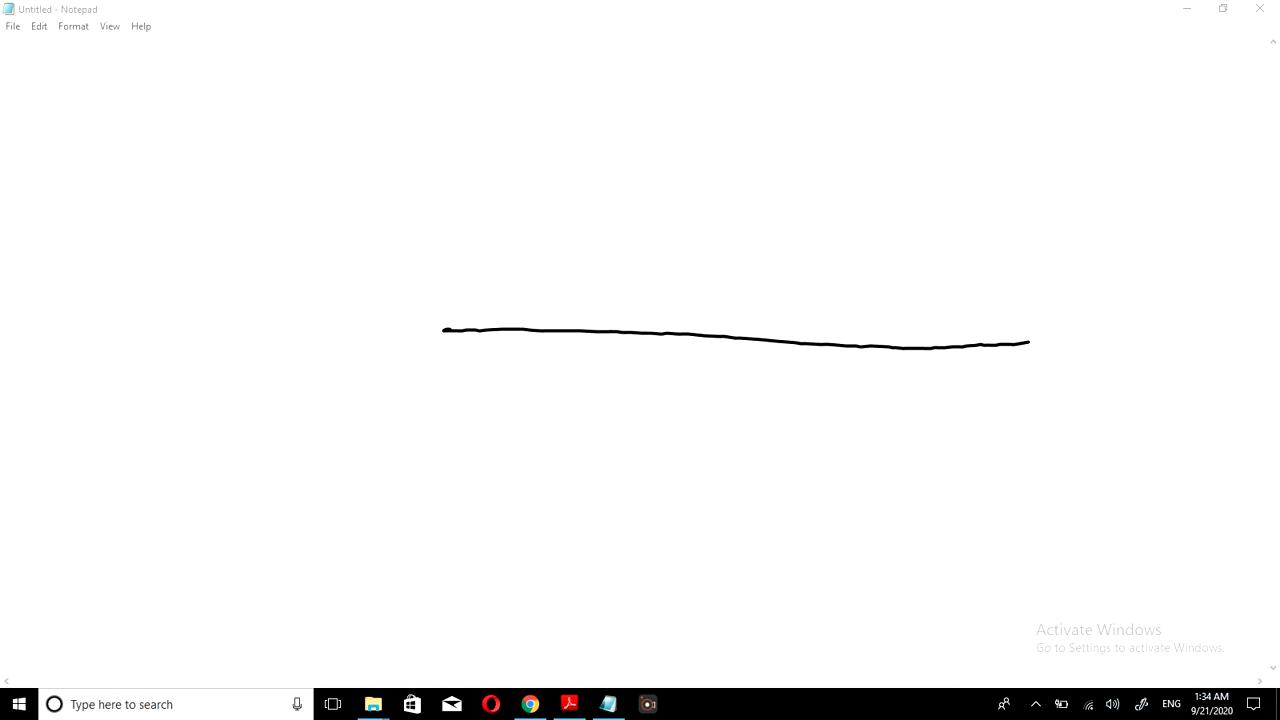 Untitled - Notepad
File Edit Format View Help
Activate Windows
Go to Settings to activate Windows.
Type here to search
ENG
1:34 AM
9/21/2020